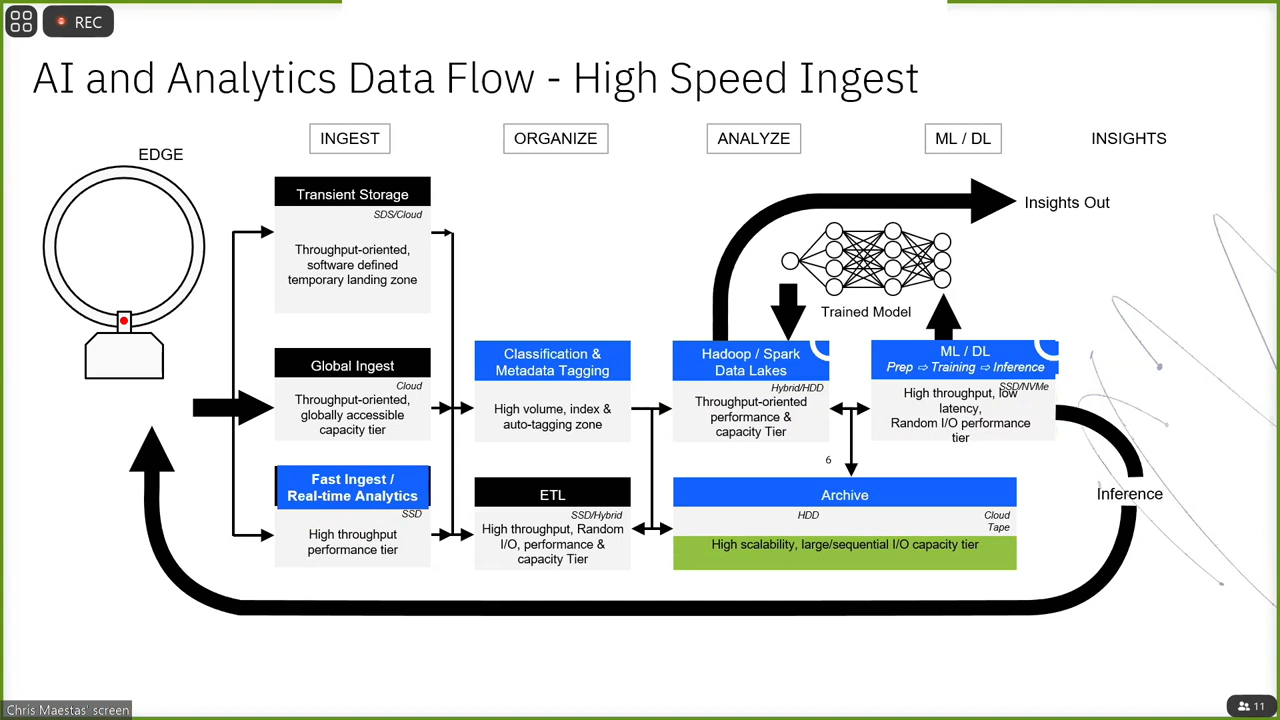 REC
AI and Analytics Data Flow - High Speed Ingest
INGEST
ORGANIZE
ANALYZE
ML / DL
INSIGHTS
EDGE
Transient Storage
SDS/Cloud
Throughput-oriented,
software defined
temporary landing zone
Global Ingest
Cloud
Throughput-oriented,
globally accessible
capacity tier
Fast Ingest /
Real-time Analytics
SSD
High throughput
performance tier
Classification &
Metadata Tagging
High volume, index &
auto-tagging zone
ETL
SSD/Hybrid
High throughput, Random
I/O, performance &
capacity Tier
Insights Out
Trained Model
Hadoop / Spark
Data Lakes
Hybrid/HDD
Throughput-oriented
performance &
capacity Tier
ML / DL
Prep ⇨ Training ⇨ Inference
SSD/NVMe
High throughput, low
latency,
Random I/O performance
tier
6
Archive
HDD
Cloud
Tape
High scalability, large/sequential I/O capacity tier
Inference
Chris Maestas' screen
11